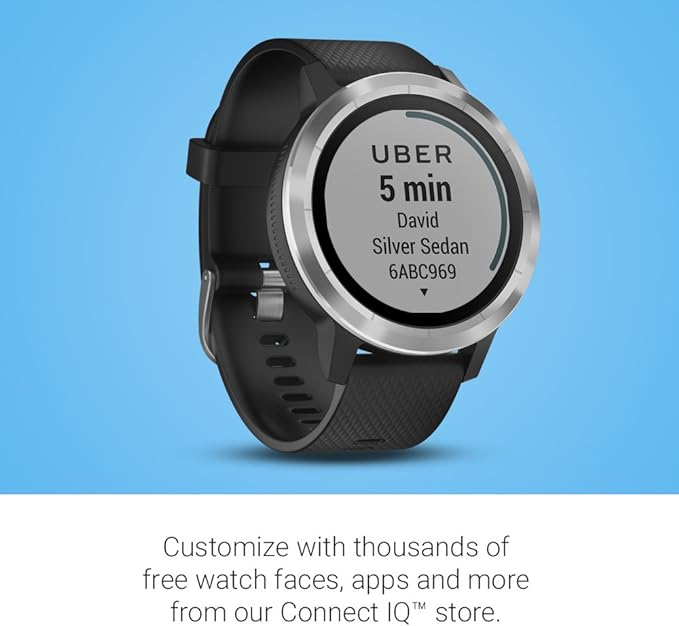 UBER
5 min
David
Silver Sedan
6ABC969
Customize with thousands of
free watch faces, apps and more
from our Connect IQ™ store.